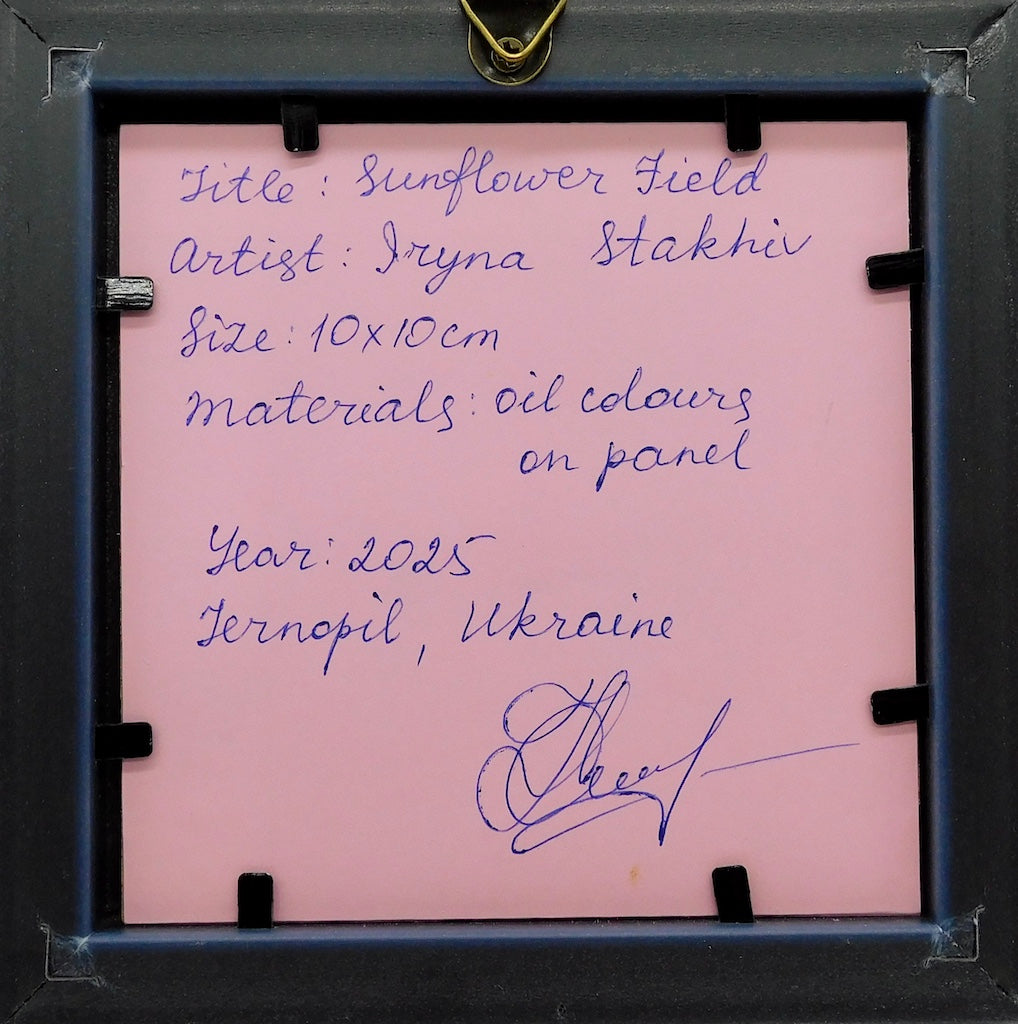 Title: Sunflower Field
Artist: Iryna Stakhiv
Size: 10x10cm
Materials: oil colours
on panel
Year: 2025
Ternopil, Ukraine